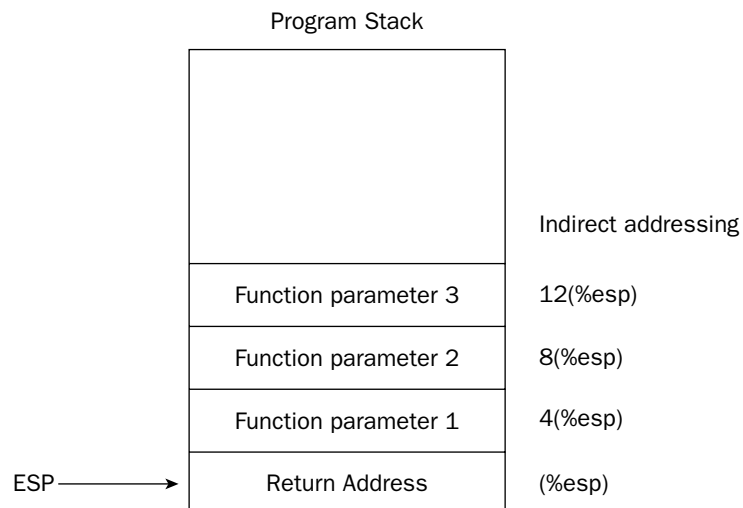 Program Stack
Indirect addressing
Function parameter 3 12(%esp)
Function parameter 2 8(%esp)
Function parameter 1 4(%esp)
ESP Return Address (%esp)